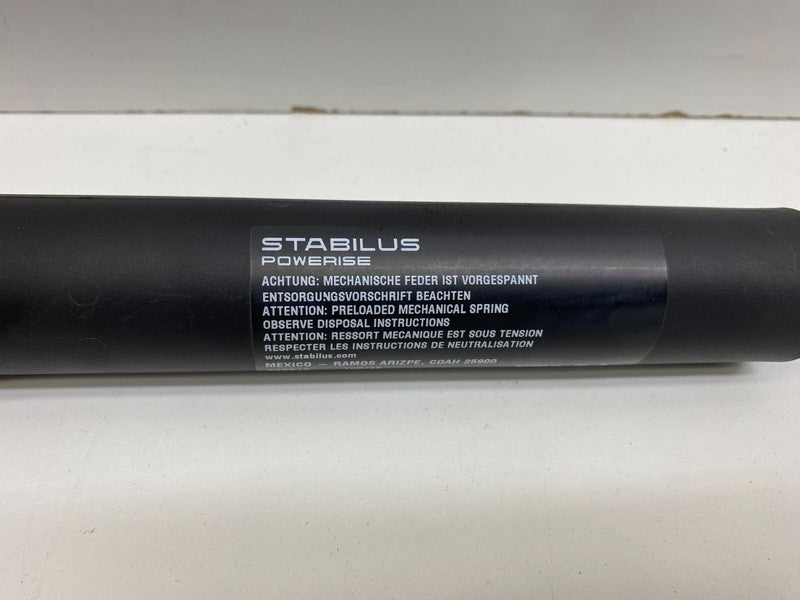 STABILUS
POWERISE
ACHTUNG: MECHANISCHE FEDER IST VORGESPANNT
ENTSORGUNGSVORSCHRIFT BEACHTEN
ATTENTION: PRELOADED MECHANICAL SPRING
OBSERVE DISPOSAL INSTRUCTIONS
ATTENTION: RESSORT MECANIQUE EST SOUS TENSION
RESPECTER LES INSTRUCTIONS DE NEUTRALISATION
www.stabilus.com
MEXICO - RAMOS ARIZPE, COAH 25900